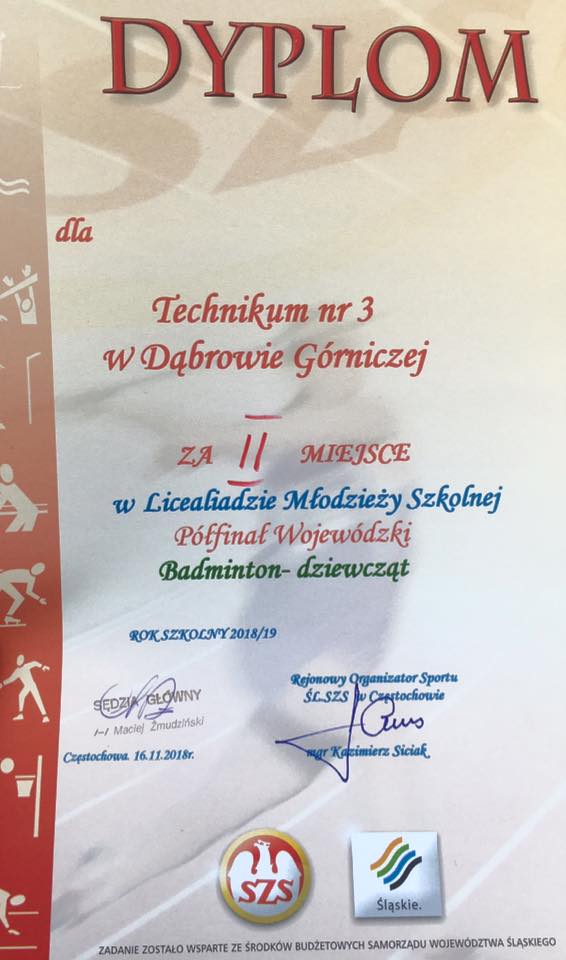 DYPLOM
dla
Technikum nr 3
w Dąbrowie Górniczej
ZA II MIEJSCE
w Licealiadzie Młodzieży Szkolnej
Półfinał Wojewódzki
Badminton- dziewcząt
ROK SZKOLNY 2018/19
Rejonowy Organizator Sportu
ŚL.SZS w Częstochowie
SĘDZIA GŁÓWNY
/-/ Maciej Żmudziński
mgr Kazimierz Siciak
Częstochowa. 16.11.2018r.
SZS
Śląskie.
ZADANIE ZOSTAŁO WSPARTE ZE ŚRODKÓW BUDŻETOWYCH SAMORZĄDU WOJEWÓDZTWA ŚLĄSKIEGO